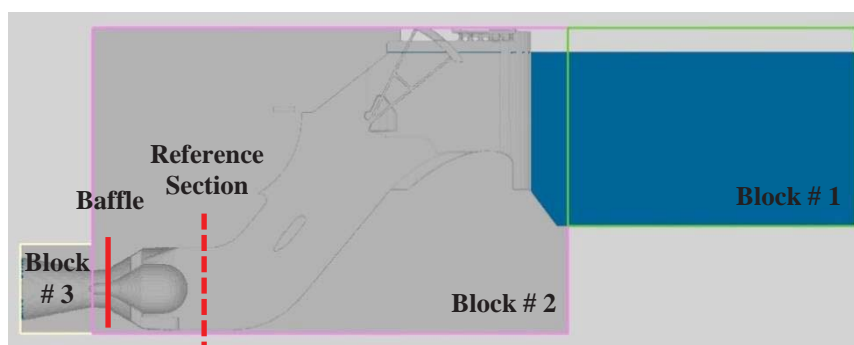 Reference
Section
Baffle
Block # 1
Block
# 3
Block # 2